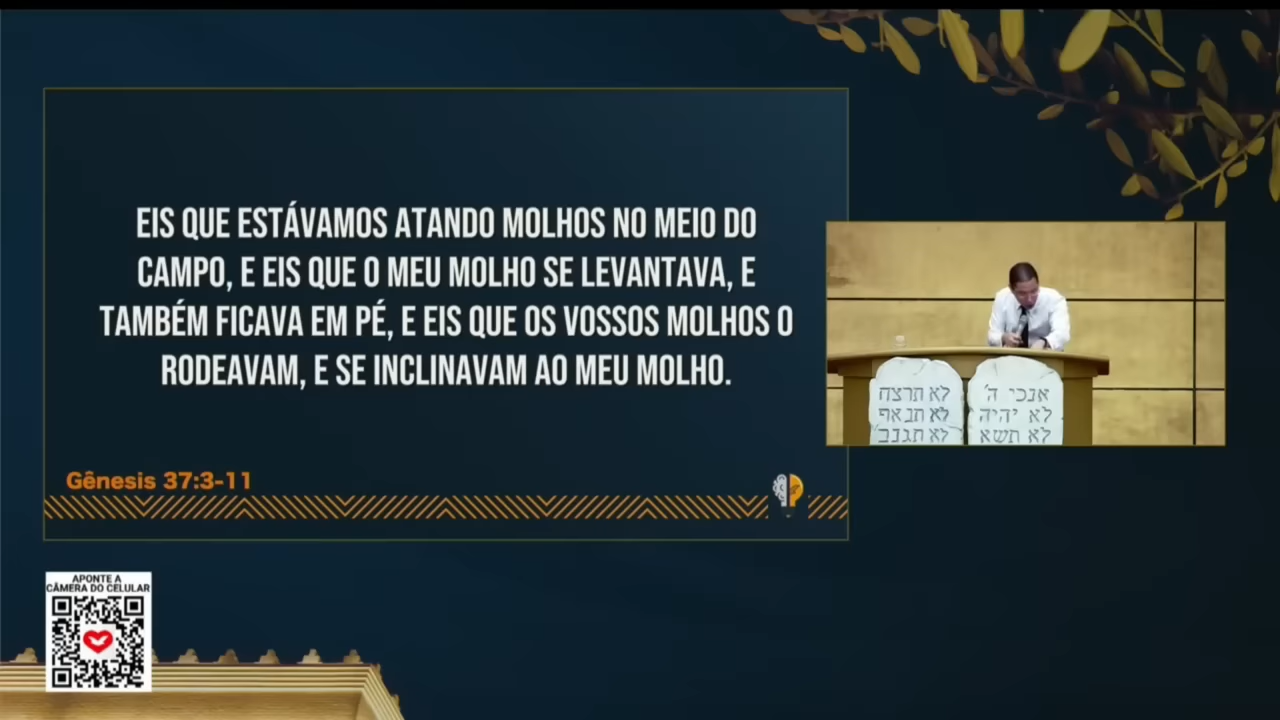 EIS QUE ESTÁVAMOS ATANDO MOLHOS NO MEIO DO
CAMPO, E EIS QUE O MEU MOLHO SE LEVANTAVA, E
TAMBÉM FICAVA EM PÉ, E EIS QUE OS VOSSOS MOLHOS O
RODEAVAM, E SE INCLINAVAM AO MEU MOLHO.
Gênesis 37:3-11
אנכי ה'
לא יהיה
לא תשא
לא תרצח
לא תנאף
לא תגנב
APONTE A
CÂMERA DO CELULAR